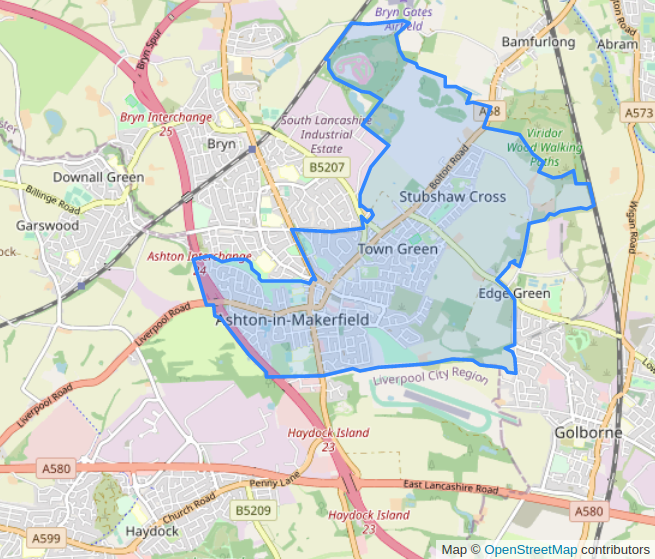 Bryn Gates
Airfield
Bamfurlong
Abram
Bryn Spur
A58
A573
Bryn Interchange
25
South Lancashire
Industrial
Estate
Viridor
Wood Walking
Paths
Bryn
B5207
Bolton Road
Downall Green
Billinge Road
Stubshaw Cross
Garswood
Wigan Road
Town Green
Ashton Interchange
24
Edge Green
Liverpool Road
Ashton-in-Makerfield
Liverpool City Region
Liverpool Road
Haydock Island
23
Golborne
A580
Penny Lane
East Lancashire Road
Church Road
B5209
A580
Haydock Island
23
A599
Haydock
Map © OpenStreetMap contributors